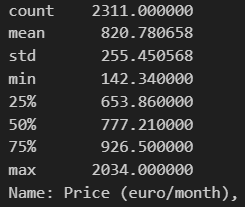 count    2311.000000
mean      820.780658
std       255.450568
min       142.340000
25%       653.860000
50%       777.210000
75%       926.500000
max      2034.000000
Name: Price (euro/month),